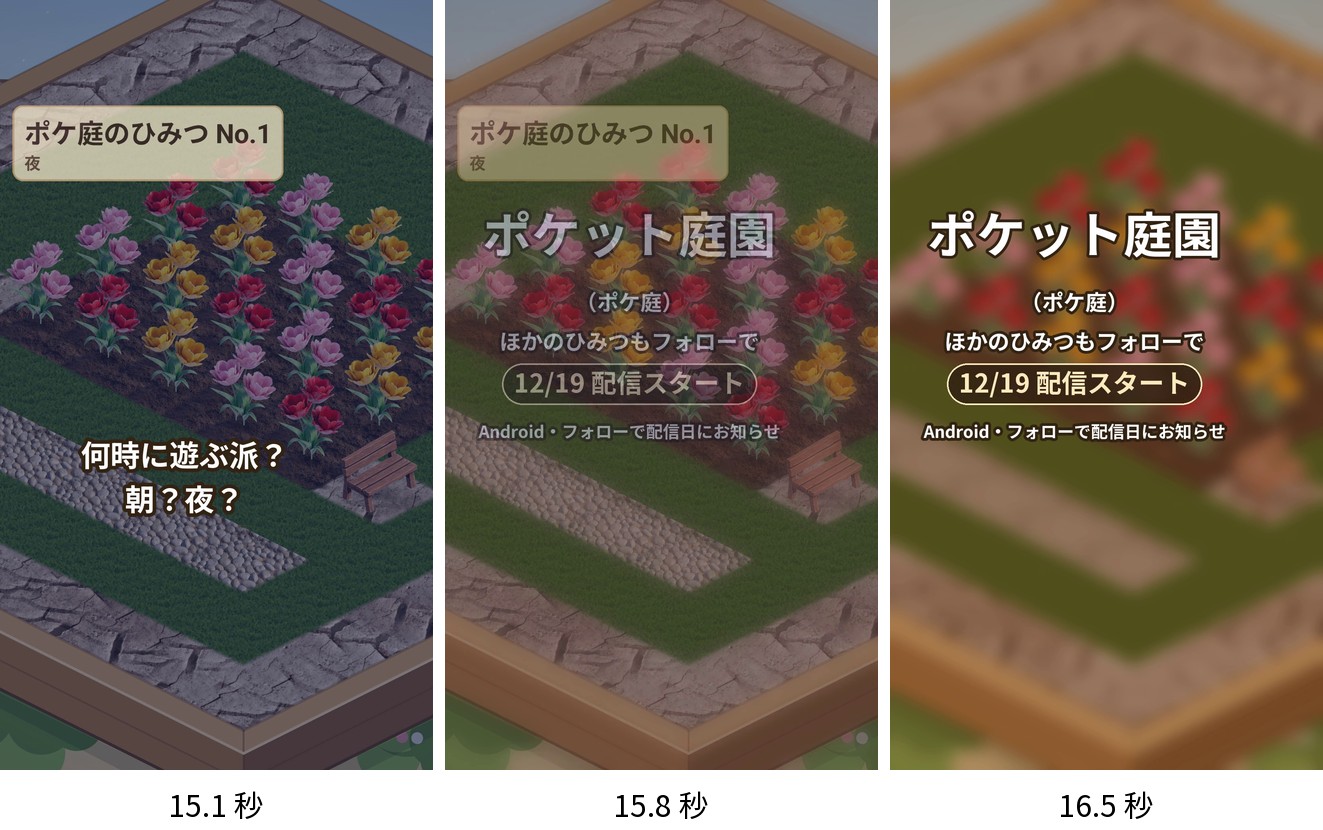 ポケ庭のひみつ No.1
夜
何時に遊ぶ派？
朝？夜？
15.1 秒
ポケ庭のひみつ No.1
夜
ポケット庭園
（ポケ庭）
ほかのひみつもフォローで
12/19 配信スタート
Android・フォローで配信日にお知らせ
15.8 秒
ポケット庭園
（ポケ庭）
ほかのひみつもフォローで
12/19 配信スタート
Android・フォローで配信日にお知らせ
16.5 秒